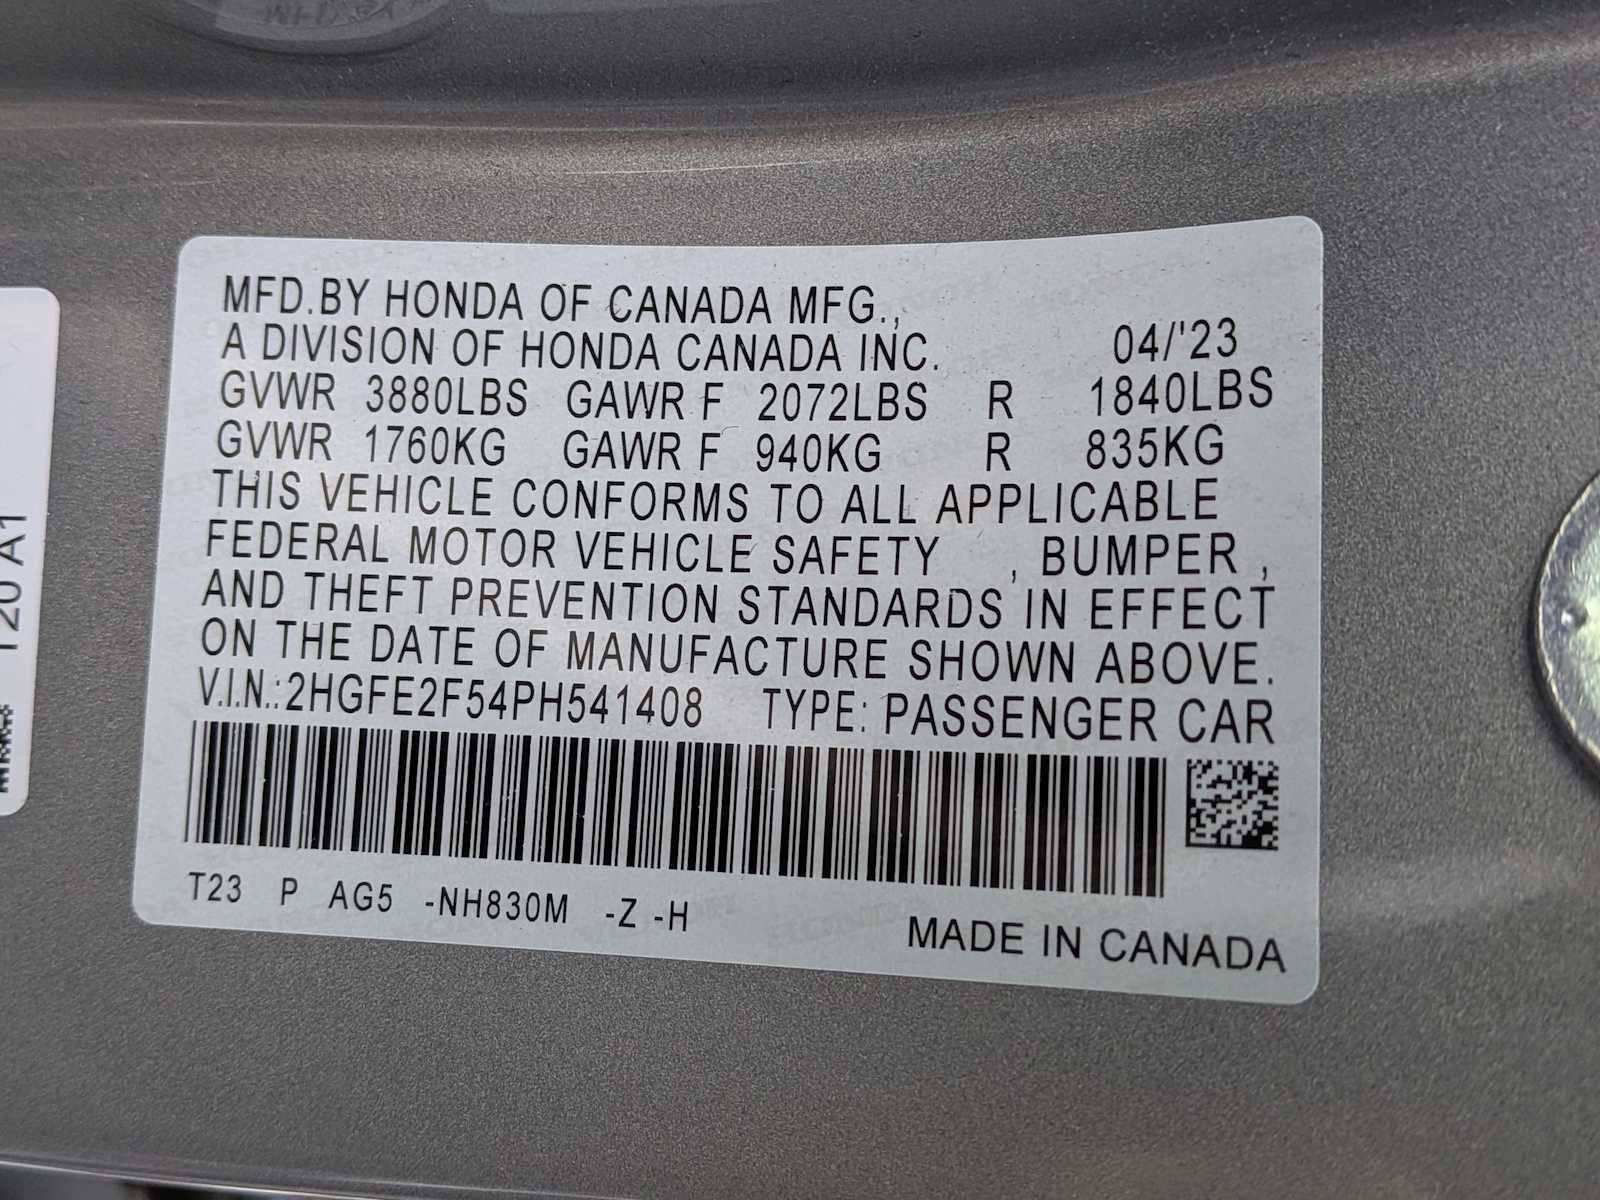 MFD.BY HONDA OF CANADA MFG.,
A DIVISION OF HONDA CANADA INC. 04/'23
GVWR 3880LBS GAWR F 2072LBS R 1840LBS
GVWR 1760KG GAWR F 940KG R 835KG
THIS VEHICLE CONFORMS TO ALL APPLICABLE
FEDERAL MOTOR VEHICLE SAFETY , BUMPER ,
AND THEFT PREVENTION STANDARDS IN EFFECT
ON THE DATE OF MANUFACTURE SHOWN ABOVE.
V.I.N.:2HGFE2F54PH541408 TYPE: PASSENGER CAR
T23 P AG5 -NH830M -Z -H
MADE IN CANADA
T20 A1